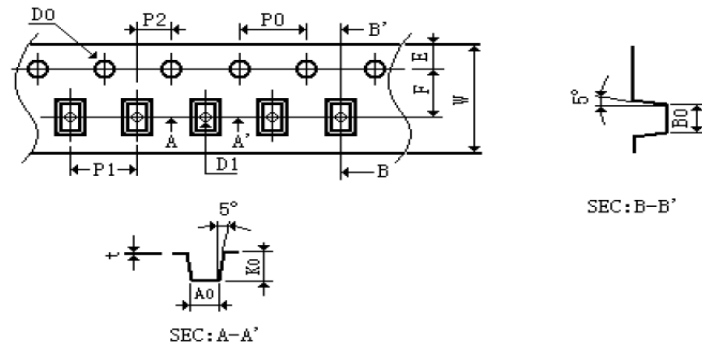 D0
P2
P0
B'
E
F
W
A
A'
P1
D1
B
5°
B0
SEC:B-B'
5°
t
K0
A0
SEC:A-A'